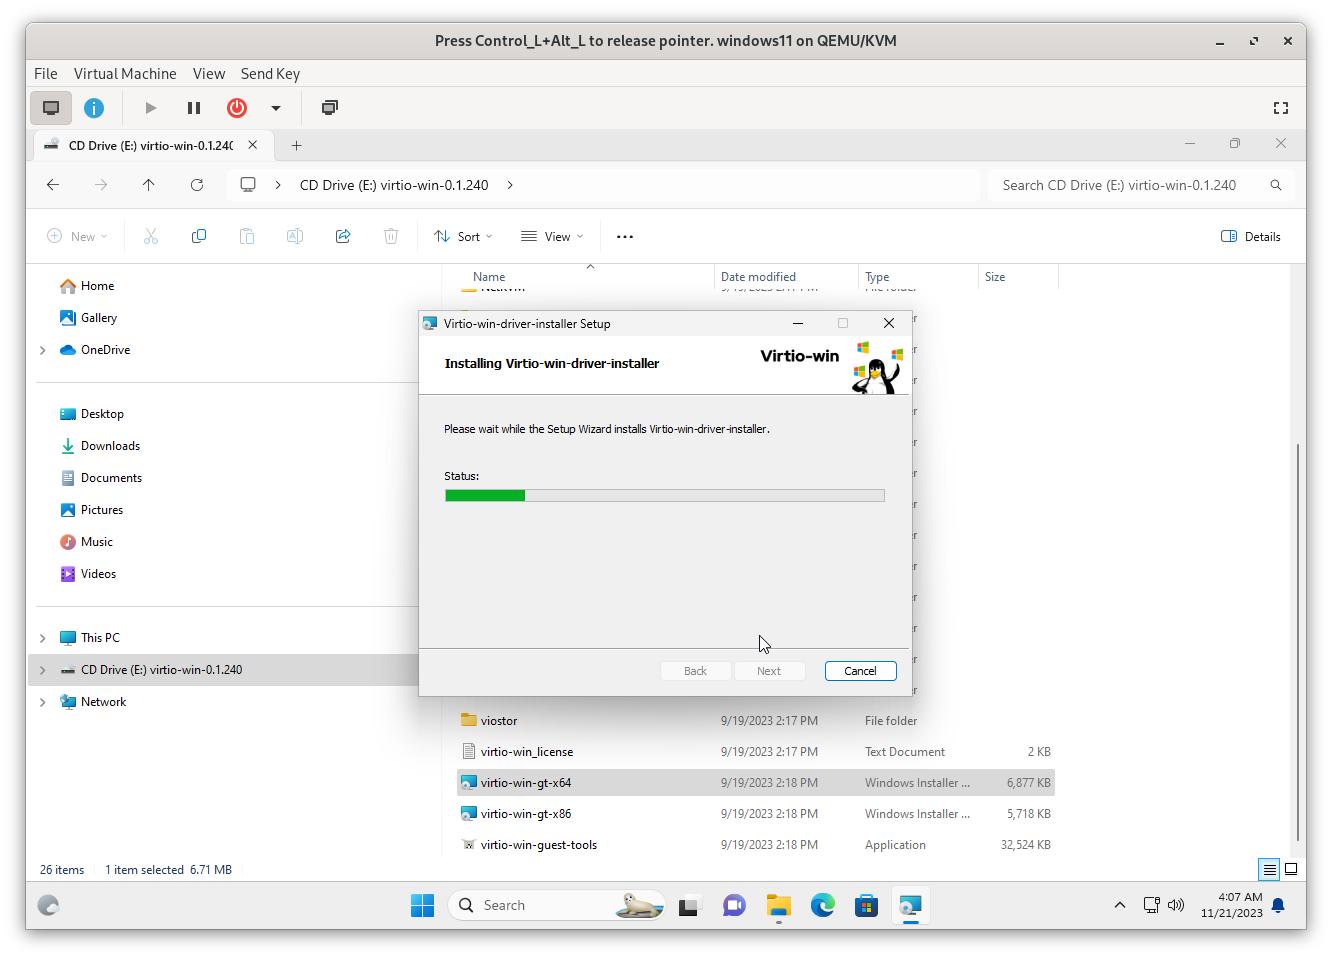 Press Control_L+Alt_L to release pointer. windows11 on QEMU/KVM
File Virtual Machine View Send Key
CD Drive (E:) virtio-win-0.1.240
CD Drive (E:) virtio-win-0.1.240
Search CD Drive (E:) virtio-win-0.1.240
New
Sort
View
Details
Name Date modified Type Size
Home
Gallery
OneDrive
Desktop
Downloads
Documents
Pictures
Music
Videos
This PC
CD Drive (E:) virtio-win-0.1.240
Network
Virtio-win-driver-installer Setup
Installing Virtio-win-driver-installer
Virtio-win
Please wait while the Setup Wizard installs Virtio-win-driver-installer.
Status:
Back Next Cancel
viostor 9/19/2023 2:17 PM File folder
virtio-win_license 9/19/2023 2:17 PM Text Document 2 KB
virtio-win-gt-x64 9/19/2023 2:18 PM Windows Installer ... 6,877 KB
virtio-win-gt-x86 9/19/2023 2:18 PM Windows Installer ... 5,718 KB
virtio-win-guest-tools 9/19/2023 2:18 PM Application 32,524 KB
26 items 1 item selected 6.71 MB
Search
4:07 AM
11/21/2023